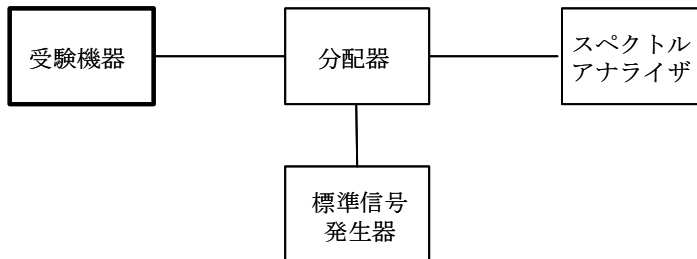 受験機器
分配器
スペクトル
アナライザ
標準信号
発生器